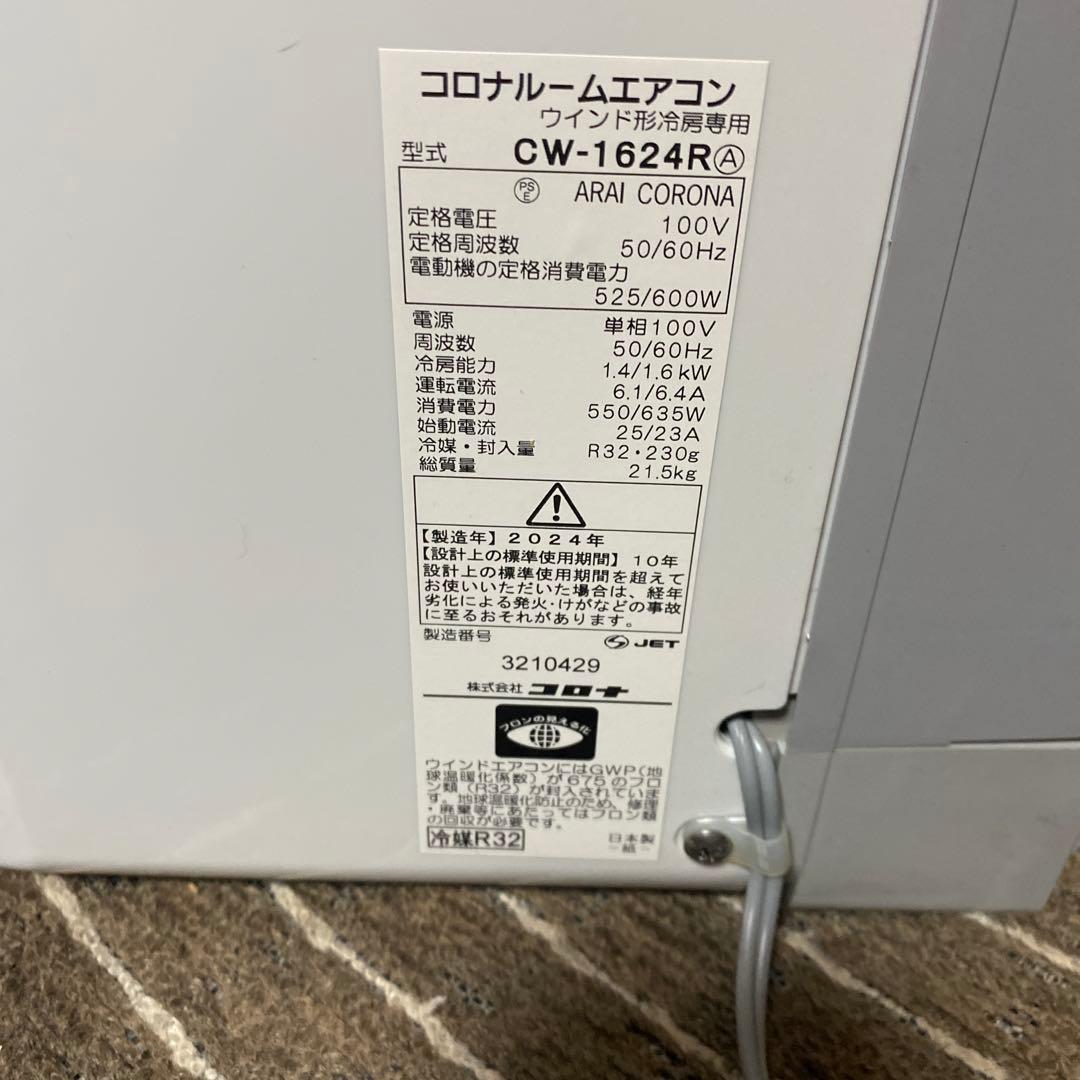 コロナルームエアコン
ウインド形冷房専用
型式 CW-1624RⒶ
PSE ARAI CORONA
定格電圧 100V
定格周波数 50/60Hz
電動機の定格消費電力
525/600W
電源 単相100V
周波数 50/60Hz
冷房能力 1.4/1.6kW
運転電流 6.1/6.4A
消費電力 550/635W
始動電流 25/23A
冷媒・封入量 R32・230g
総質量 21.5kg
【製造年】2024年
【設計上の標準使用期間】10年
設計上の標準使用期間を超えて
お使いいただいた場合は、経年
劣化による発火・けがなどの事故
に至るおそれがあります。
製造番号 JET
3210429
株式会社 コロナ
フロンの見える化
ウインドエアコンにはGWP(地
球温暖化係数)が675のフロ
ン類(R32)が封入されていま
す。地球温暖化防止のため、修理
・廃棄等にあたってはフロン類
の回収が必要です。
冷媒R32 日本製
-紙-